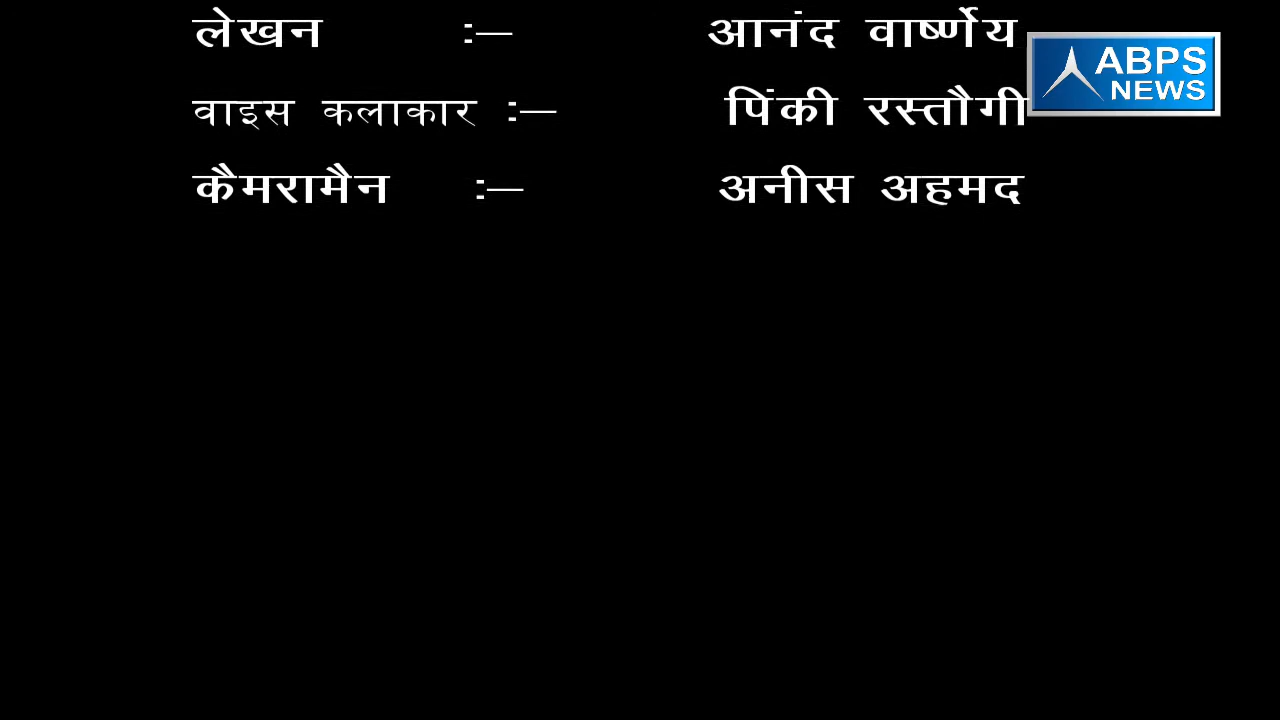 लेखन :— आनंद वार्ष्णेय
वाइस कलाकार :— पिंकी रस्तौगी
कैमरामैन :— अनीस अहमद
ABPS
NEWS